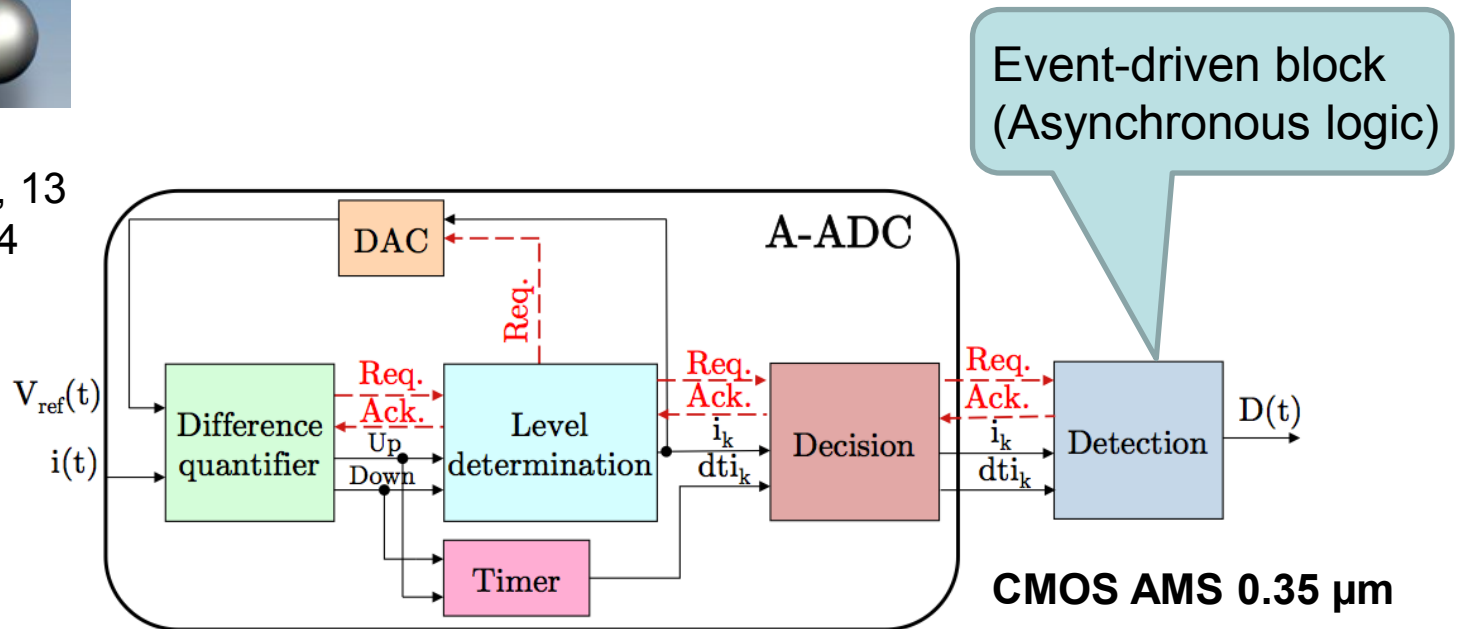 Event-driven block
(Asynchronous logic)
, 13
4
A-ADC
DAC
Req.
V_ref(t)
i(t)
Difference
quantifier
Req.
Ack.
Up
Down
Level
determination
Req.
Ack.
i_k
dti_k
Decision
Req.
Ack.
i_k
dti_k
Detection
D(t)
Timer
CMOS AMS 0.35 µm